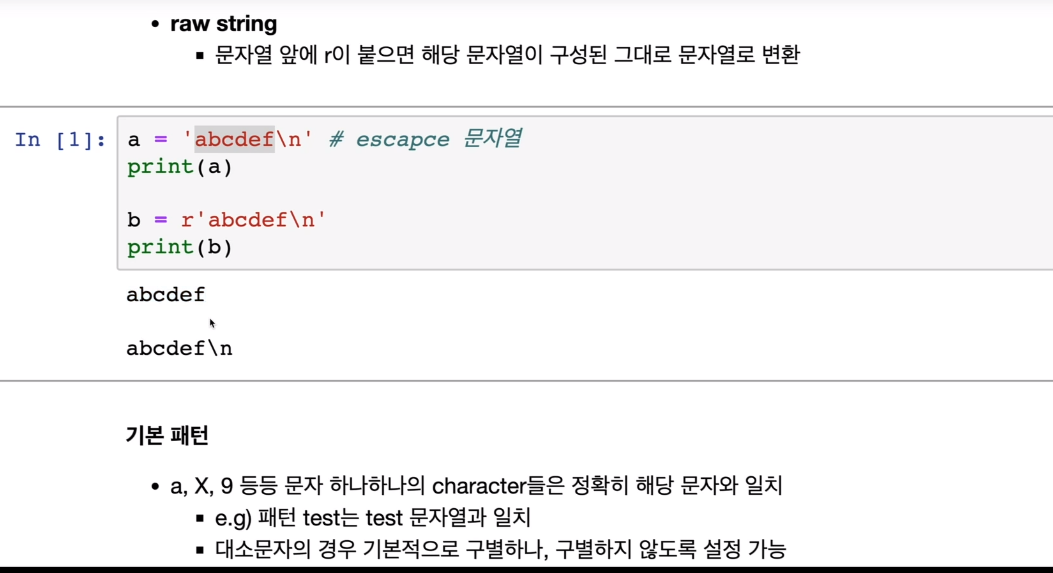 • raw string
▪ 문자열 앞에 r이 붙으면 해당 문자열이 구성된 그대로 문자열로 변환
In [1]: a = 'abcdef\n' # escapce 문자열
print(a)
b = r'abcdef\n'
print(b)
abcdef
abcdef\n
기본 패턴
• a, X, 9 등등 문자 하나하나의 character들은 정확히 해당 문자와 일치
▪ e.g) 패턴 test는 test 문자열과 일치
▪ 대소문자의 경우 기본적으로 구별하나, 구별하지 않도록 설정 가능